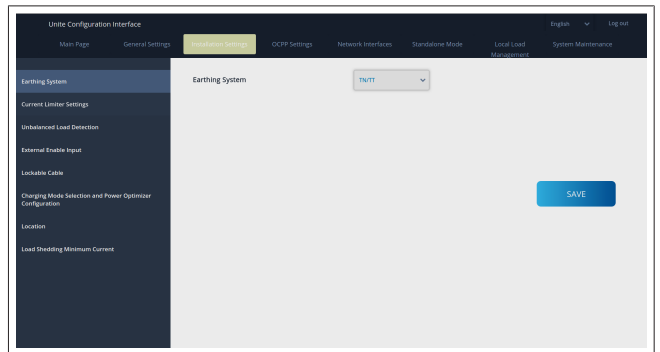 Unite Configuration Interface
English
Log out
Main Page
General Settings
Installation Settings
OCPP Settings
Network Interfaces
Standalone Mode
Local Load
Management
System Maintenance
Earthing System
Current Limiter Settings
Unbalanced Load Detection
External Enable Input
Lockable Cable
Charging Mode Selection and Power Optimizer
Configuration
Location
Load Shedding Minimum Current
Earthing System
TN/TT
SAVE